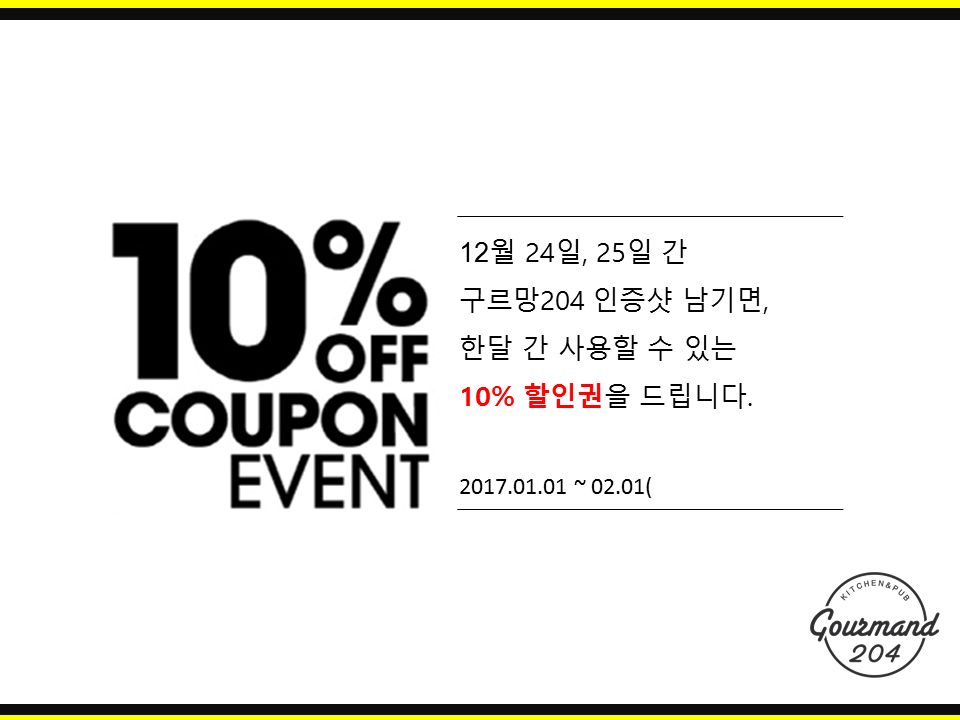 10%
OFF
COUPON
EVENT
12월 24일, 25일 간
구르망204 인증샷 남기면,
한달 간 사용할 수 있는
10% 할인권을 드립니다.
2017.01.01 ~ 02.01(
KITCHEN&PUB
Gourmand
204